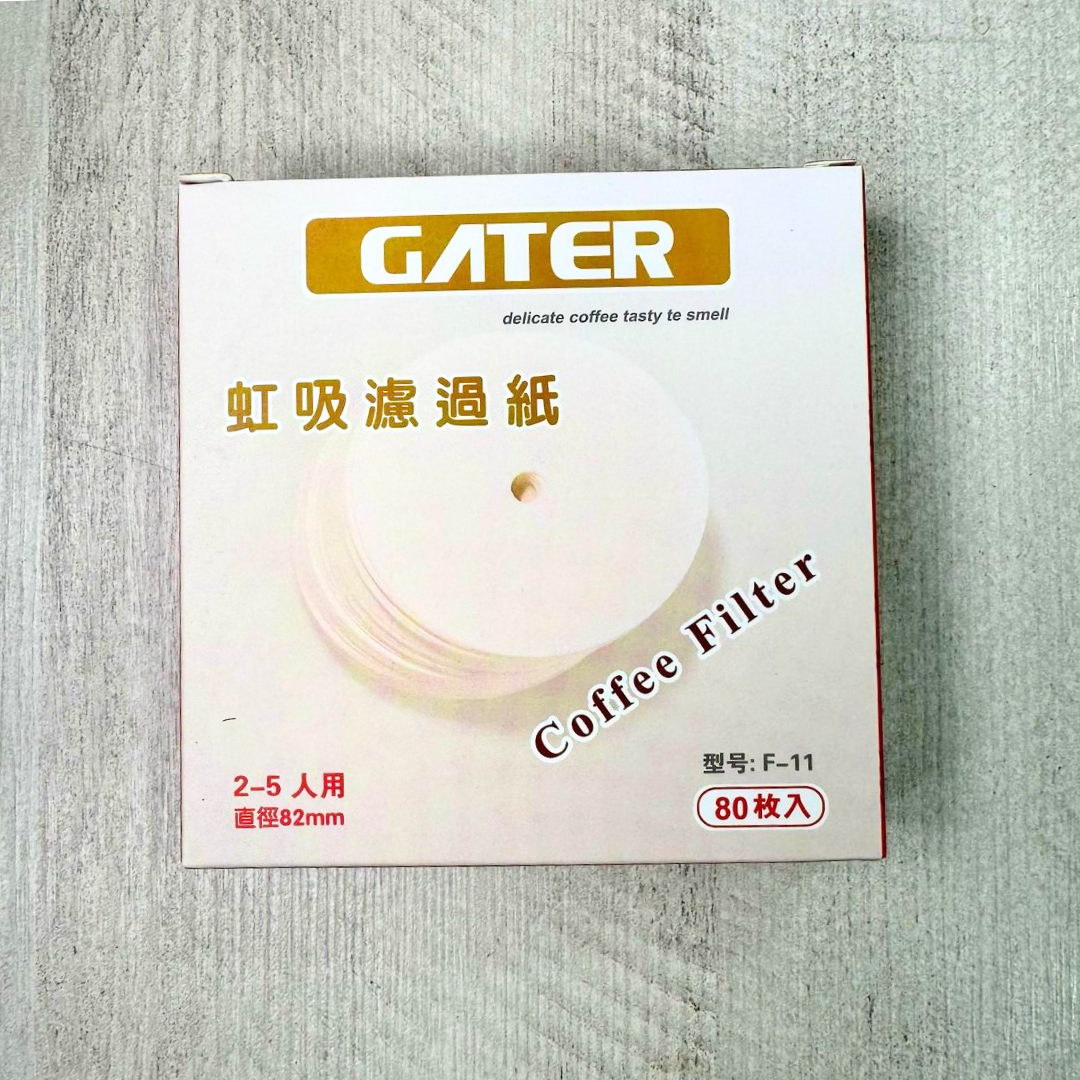 GATER
delicate coffee tasty te smell
虹吸濾過紙
Coffee Filter
2-5 人用
直徑82mm
型号: F-11
80枚入